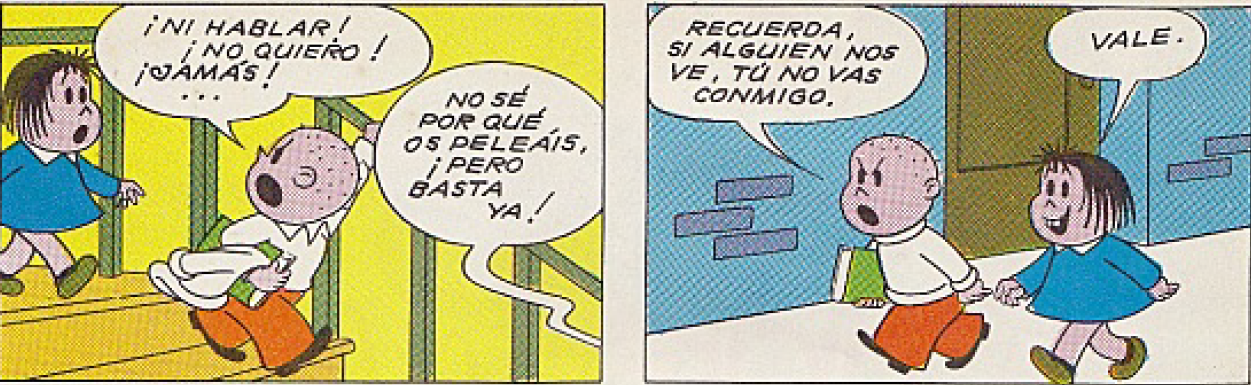 ¡NI HABLAR!
¡NO QUIERO!
¡JAMÁS!
...
NO SÉ
POR QUÉ
OS PELEÁIS,
¡PERO
BASTA
YA!
RECUERDA,
SI ALGUIEN NOS
VE, TÚ NO VAS
CONMIGO.
VALE.